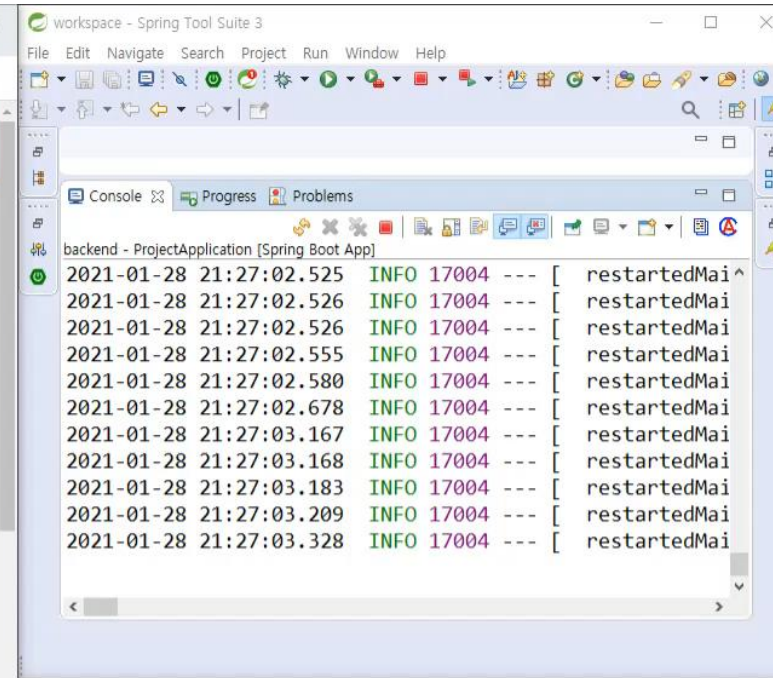 workspace - Spring Tool Suite 3
File Edit Navigate Search Project Run Window Help
Console Progress Problems
backend - ProjectApplication [Spring Boot App]
2021-01-28 21:27:02.525 INFO 17004 --- [ restartedMai
2021-01-28 21:27:02.526 INFO 17004 --- [ restartedMai
2021-01-28 21:27:02.526 INFO 17004 --- [ restartedMai
2021-01-28 21:27:02.555 INFO 17004 --- [ restartedMai
2021-01-28 21:27:02.580 INFO 17004 --- [ restartedMai
2021-01-28 21:27:02.678 INFO 17004 --- [ restartedMai
2021-01-28 21:27:03.167 INFO 17004 --- [ restartedMai
2021-01-28 21:27:03.168 INFO 17004 --- [ restartedMai
2021-01-28 21:27:03.183 INFO 17004 --- [ restartedMai
2021-01-28 21:27:03.209 INFO 17004 --- [ restartedMai
2021-01-28 21:27:03.328 INFO 17004 --- [ restartedMai